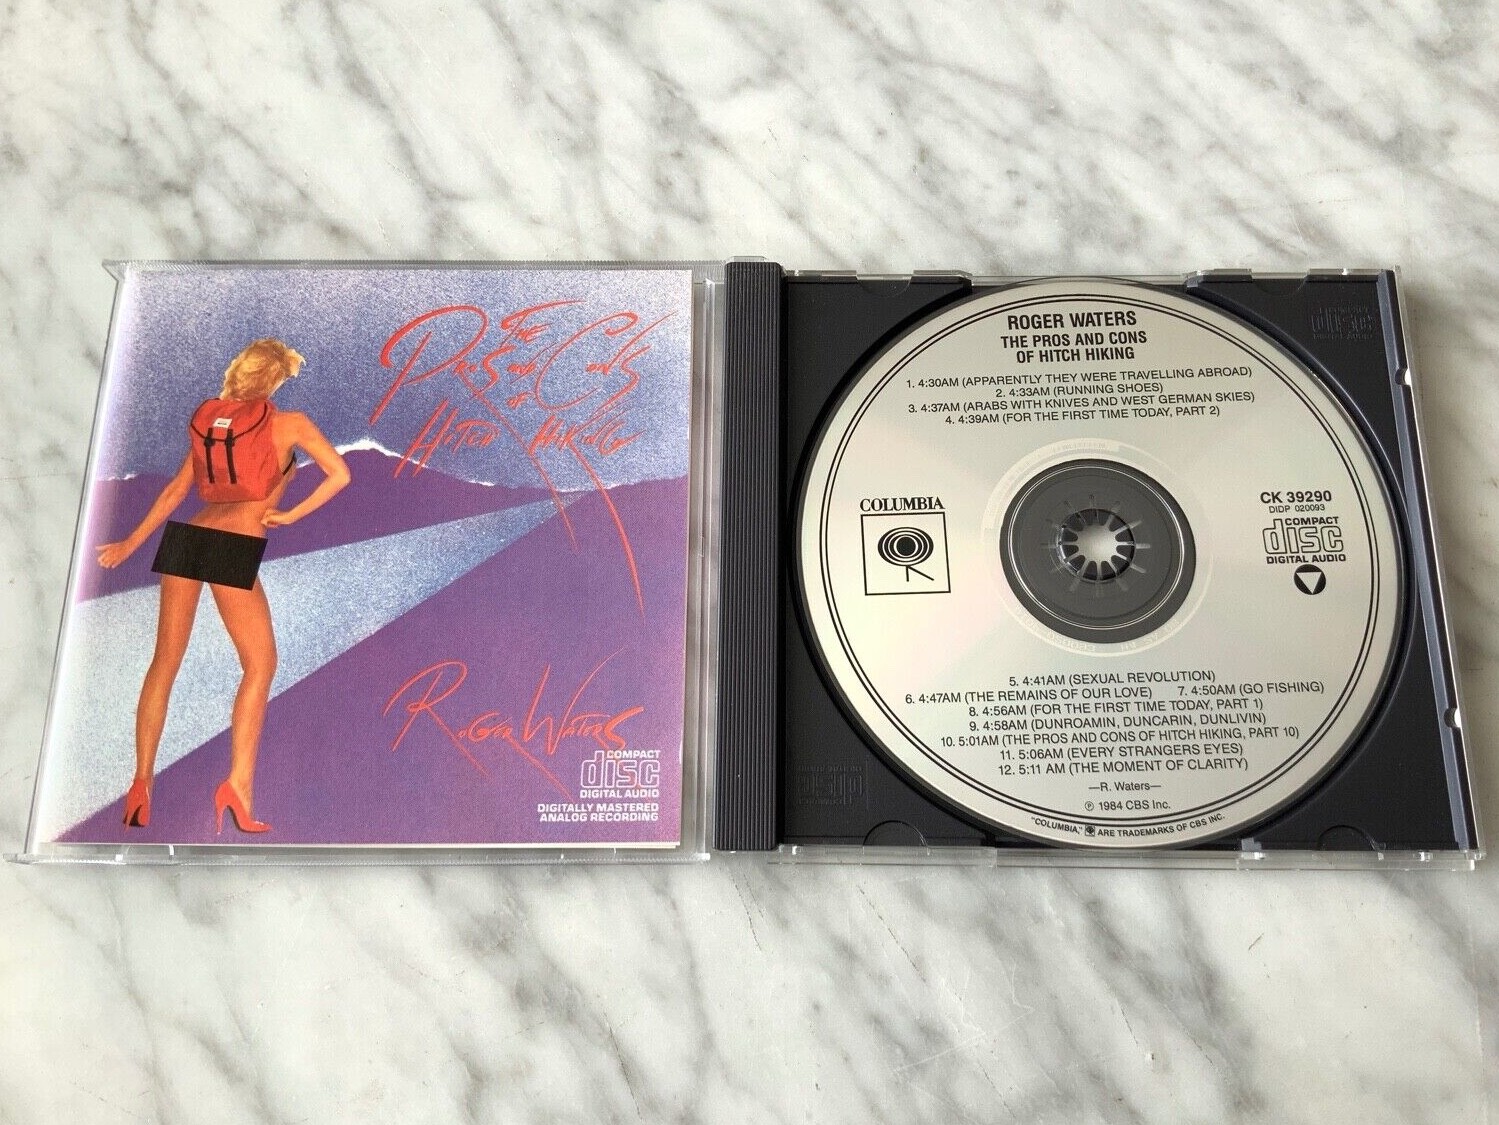 THE
PROS AND CONS
OF
HITCH HIKING
ROGER WATERS
COMPACT
disc
DIGITAL AUDIO
DIGITALLY MASTERED
ANALOG RECORDING
ROGER WATERS
THE PROS AND CONS
OF HITCH HIKING
1. 4:30AM (APPARENTLY THEY WERE TRAVELLING ABROAD)
2. 4:33AM (RUNNING SHOES)
3. 4:37AM (ARABS WITH KNIVES AND WEST GERMAN SKIES)
4. 4:39AM (FOR THE FIRST TIME TODAY, PART 2)
COLUMBIA
CK 39290
DIDP 020093
COMPACT
disc
DIGITAL AUDIO
5. 4:41AM (SEXUAL REVOLUTION)
6. 4:47AM (THE REMAINS OF OUR LOVE) 7. 4:50AM (GO FISHING)
8. 4:56AM (FOR THE FIRST TIME TODAY, PART 1)
9. 4:58AM (DUNROAMIN, DUNCARIN, DUNLIVIN)
10. 5:01AM (THE PROS AND CONS OF HITCH HIKING, PART 10)
11. 5:06AM (EVERY STRANGERS EYES)
12. 5:11 AM (THE MOMENT OF CLARITY)
—R. Waters—
℗ 1984 CBS Inc.
"COLUMBIA," ARE TRADEMARKS OF CBS INC.
COMPACT
disc
DIGITAL AUDIO
disc